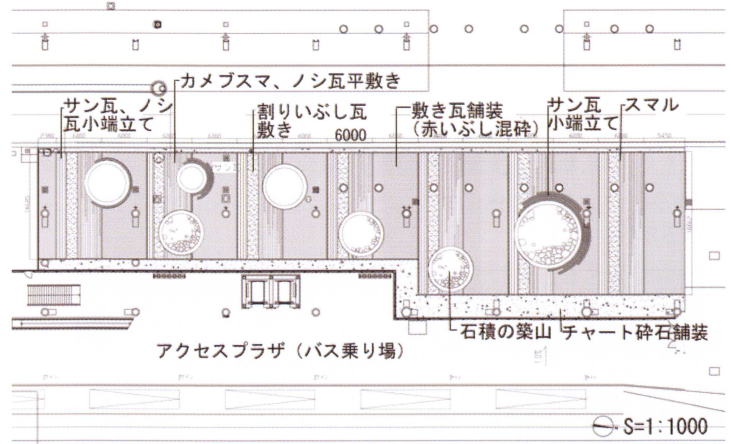 カメブスマ、ノシ瓦平敷き
サン瓦、ノシ
瓦小端立て
割りいぶし瓦
敷き
6000
敷き瓦舗装
（赤いぶし混砕）
サン瓦
小端立て
スマル
石積の築山
チャート砕石舗装
アクセスプラザ（バス乗り場）
S=1:1000